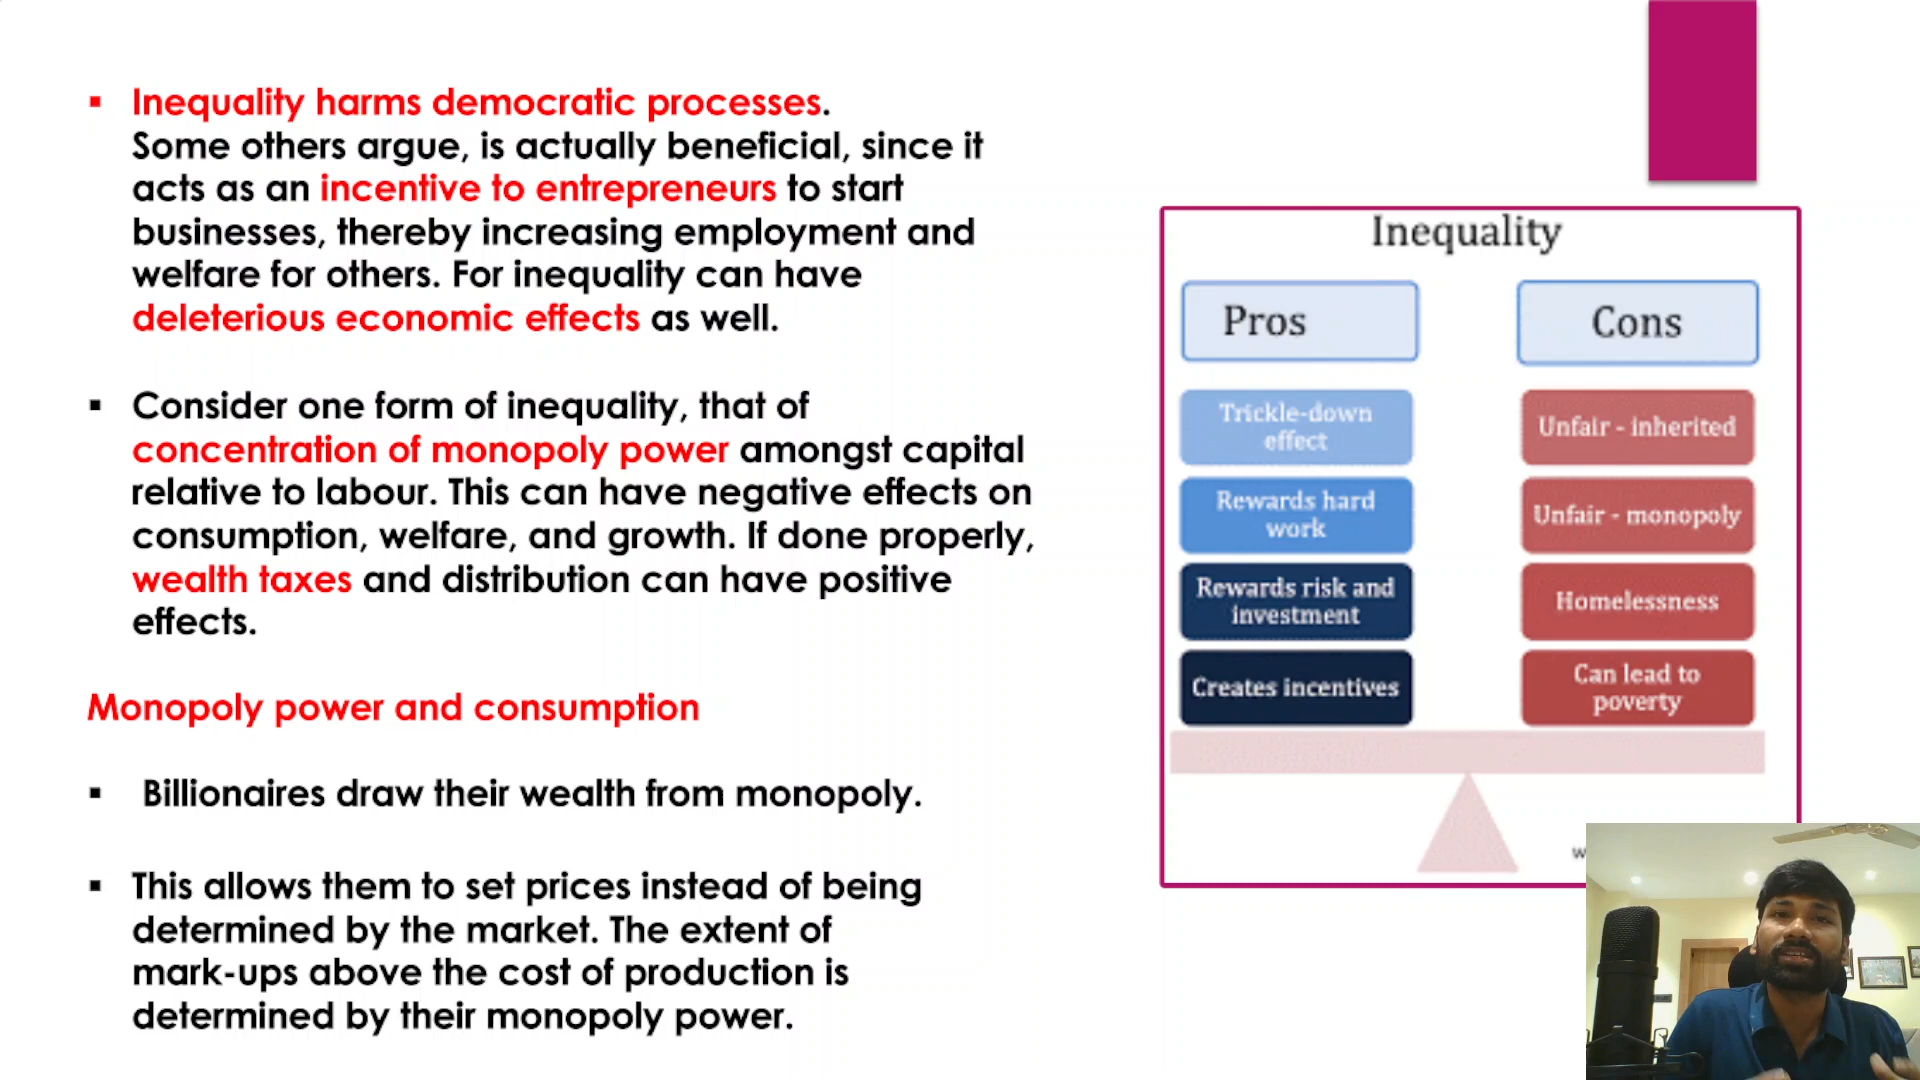 Inequality harms democratic processes.
Some others argue, is actually beneficial, since it
acts as an incentive to entrepreneurs to start
businesses, thereby increasing employment and
welfare for others. For inequality can have
deleterious economic effects as well.
Consider one form of inequality, that of
concentration of monopoly power amongst capital
relative to labour. This can have negative effects on
consumption, welfare, and growth. If done properly,
wealth taxes and distribution can have positive
effects.
Monopoly power and consumption
Billionaires draw their wealth from monopoly.
This allows them to set prices instead of being
determined by the market. The extent of
mark-ups above the cost of production is
determined by their monopoly power.
Inequality
Pros
Trickle-down
effect
Rewards hard
work
Rewards risk and
investment
Creates incentives
Cons
Unfair - inherited
Unfair - monopoly
Homelessness
Can lead to
poverty